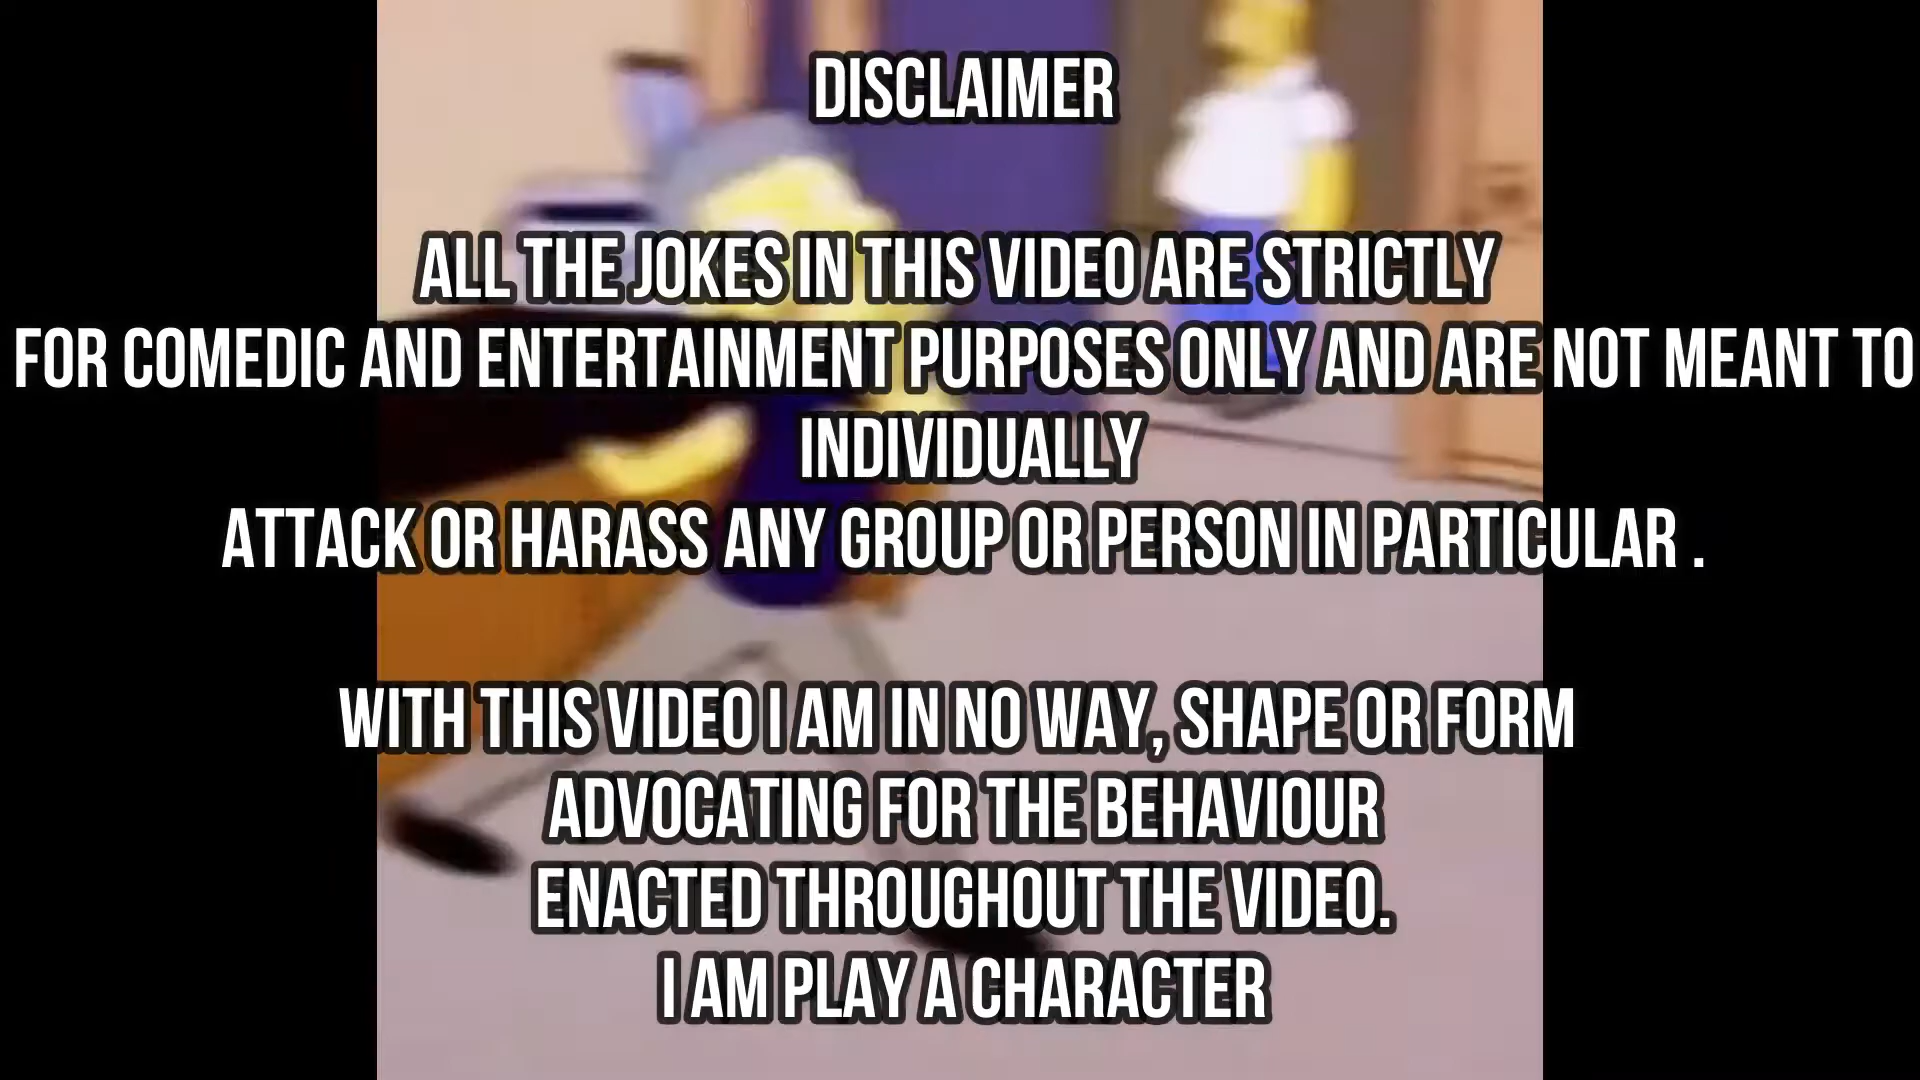 DISCLAIMER
ALL THE JOKES IN THIS VIDEO ARE STRICTLY
FOR COMEDIC AND ENTERTAINMENT PURPOSES ONLY AND ARE NOT MEANT TO
INDIVIDUALLY
ATTACK OR HARASS ANY GROUP OR PERSON IN PARTICULAR .
WITH THIS VIDEO I AM IN NO WAY, SHAPE OR FORM
ADVOCATING FOR THE BEHAVIOUR
ENACTED THROUGHOUT THE VIDEO.
I AM PLAY A CHARACTER